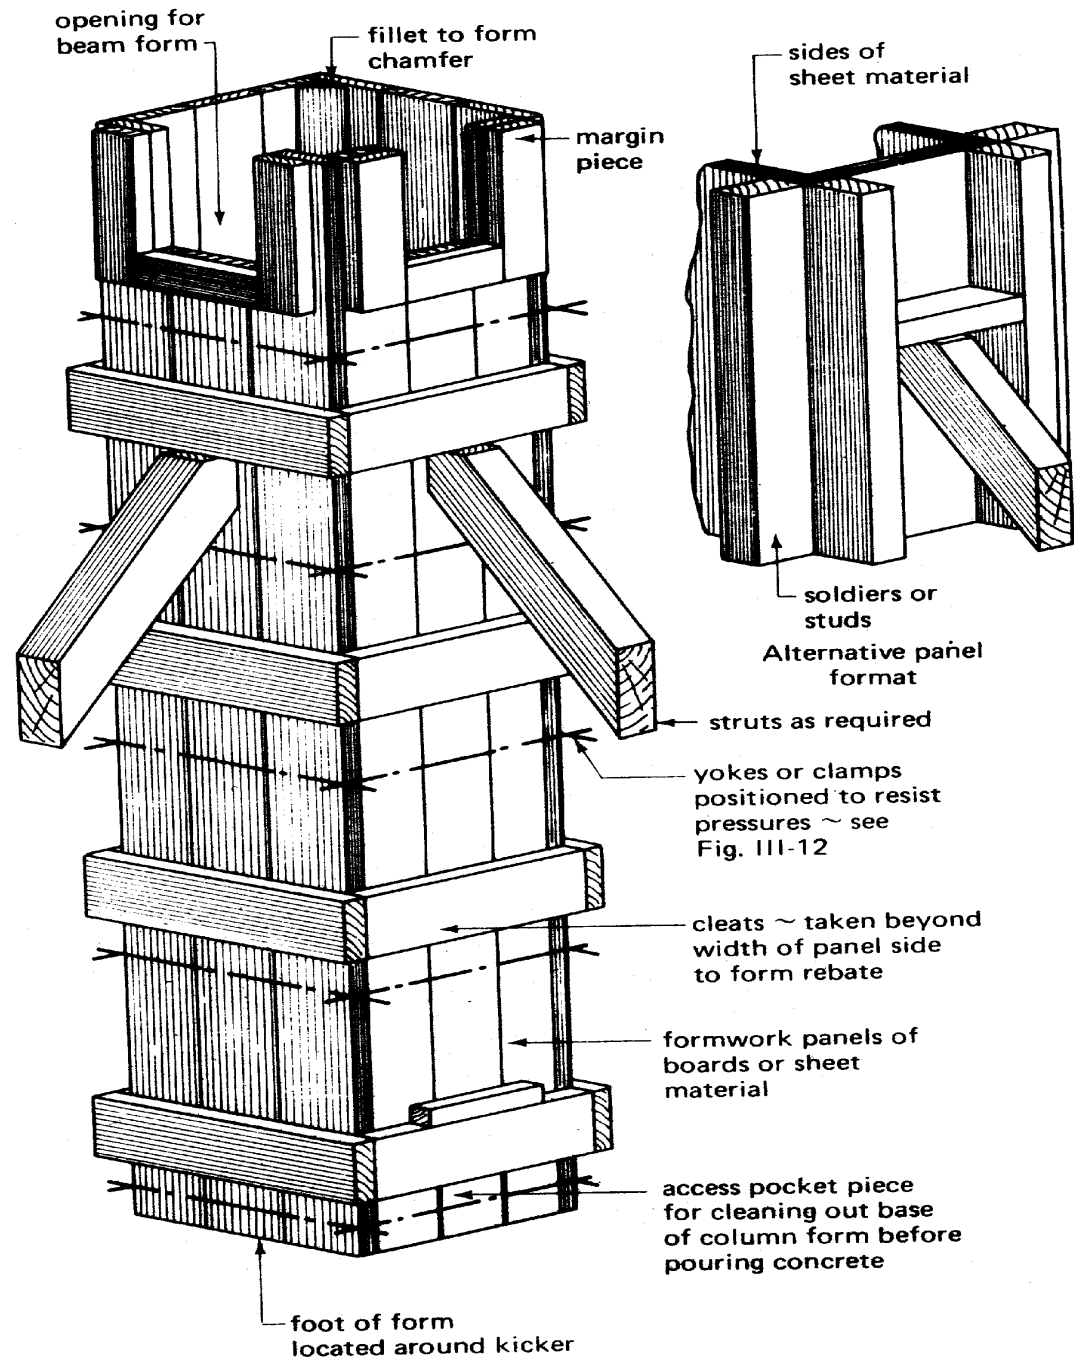 opening for
beam form
fillet to form
chamfer
margin
piece
sides of
sheet material
soldiers or
studs
Alternative panel
format
struts as required
yokes or clamps
positioned to resist
pressures ~ see
Fig. III-12
cleats ~ taken beyond
width of panel side
to form rebate
formwork panels of
boards or sheet
material
access pocket piece
for cleaning out base
of column form before
pouring concrete
foot of form
located around kicker